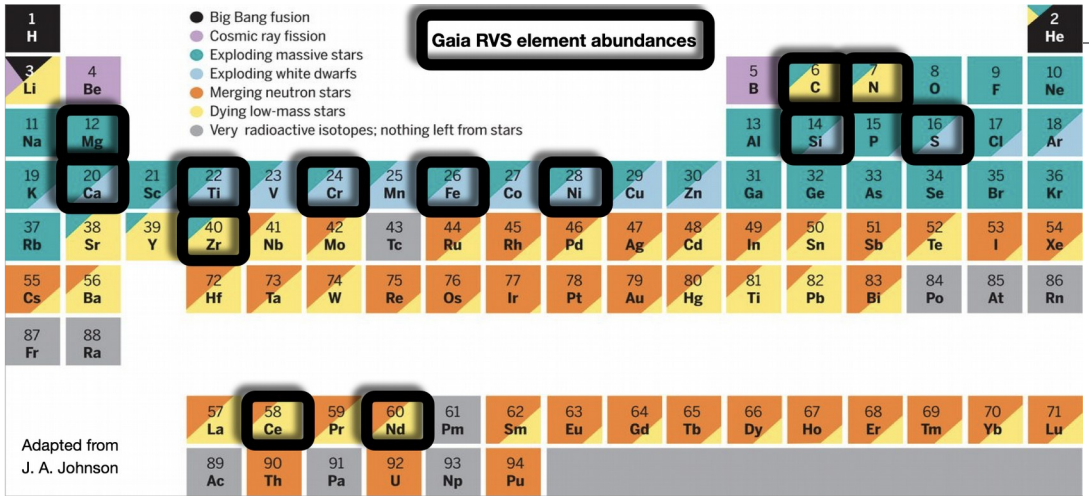 1
H
Big Bang fusion
Cosmic ray fission
Exploding massive stars
Exploding white dwarfs
Merging neutron stars
Dying low-mass stars
Very radioactive isotopes; nothing left from stars
Gaia RVS element abundances
2
He
3 4 5 6 7 8 9 10
Li Be B C N O F Ne
11 12 13 14 15 16 17 18
Na Mg Al Si P S Cl Ar
19 20 21 22 23 24 25 26 27 28 29 30 31 32 33 34 35 36
K Ca Sc Ti V Cr Mn Fe Co Ni Cu Zn Ga Ge As Se Br Kr
37 38 39 40 41 42 43 44 45 46 47 48 49 50 51 52 53 54
Rb Sr Y Zr Nb Mo Tc Ru Rh Pd Ag Cd In Sn Sb Te I Xe
55 56 72 73 74 75 76 77 78 79 80 81 82 83 84 85 86
Cs Ba Hf Ta W Re Os Ir Pt Au Hg Ti Pb Bi Po At Rn
87 88
Fr Ra
57 58 59 60 61 62 63 64 65 66 67 68 69 70 71
La Ce Pr Nd Pm Sm Eu Gd Tb Dy Ho Er Tm Yb Lu
89 90 91 92 93 94
Ac Th Pa U Np Pu
Adapted from
J. A. Johnson